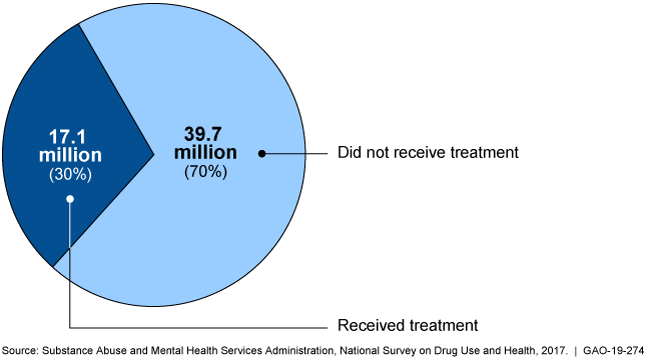 17.1
million
(30%)
39.7
million
(70%)
Did not receive treatment
Received treatment
Source: Substance Abuse and Mental Health Services Administration, National Survey on Drug Use and Health, 2017. | GAO-19-274